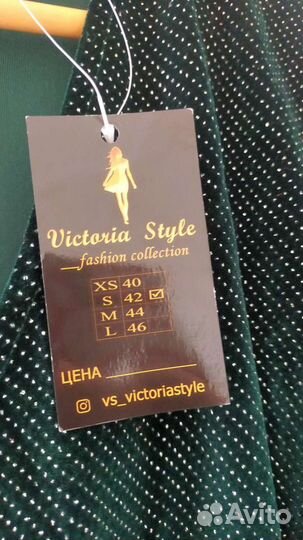 Victoria Style
fashion collection
XS 40
S 42
M 44
L 46
ЦЕНА
vs_victoriastyle
Avito